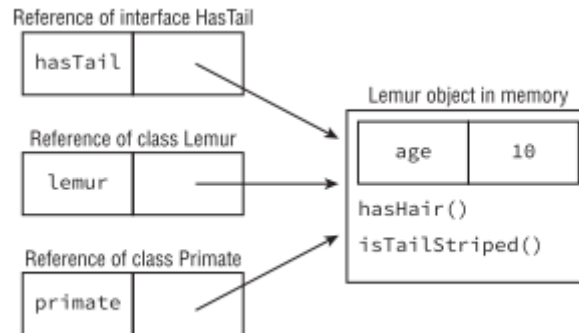 Reference of interface HasTail
hasTail
Lemur object in memory
age 10
Reference of class Lemur
lemur
hasHair()
isTailStriped()
Reference of class Primate
primate